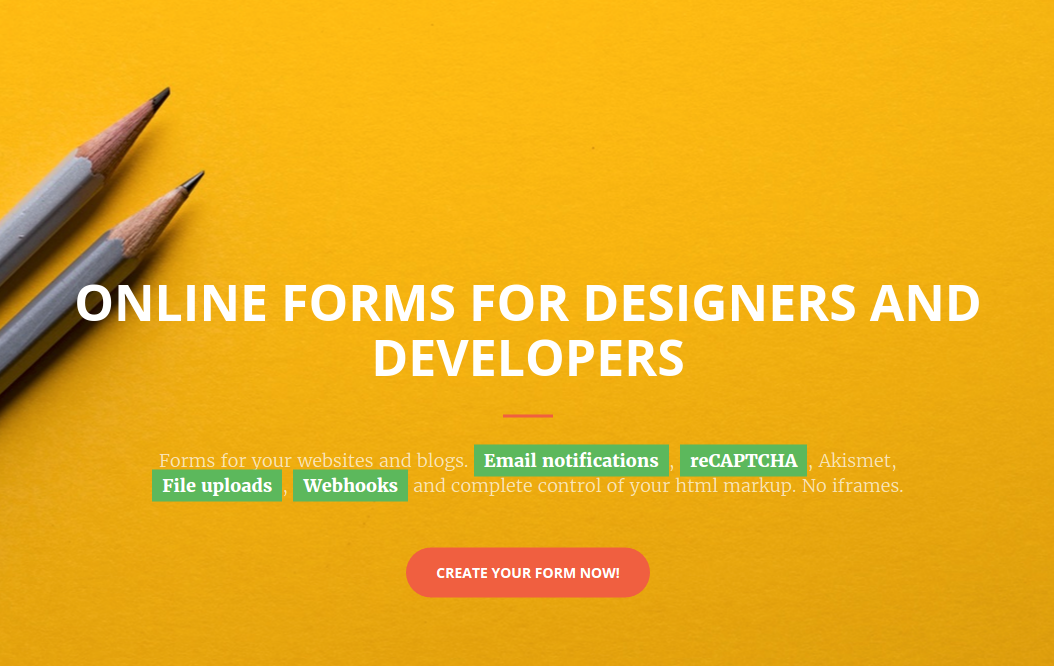 ONLINE FORMS FOR DESIGNERS AND
DEVELOPERS
Forms for your websites and blogs. Email notifications , reCAPTCHA , Akismet,
File uploads , Webhooks and complete control of your html markup. No iframes.
CREATE YOUR FORM NOW!